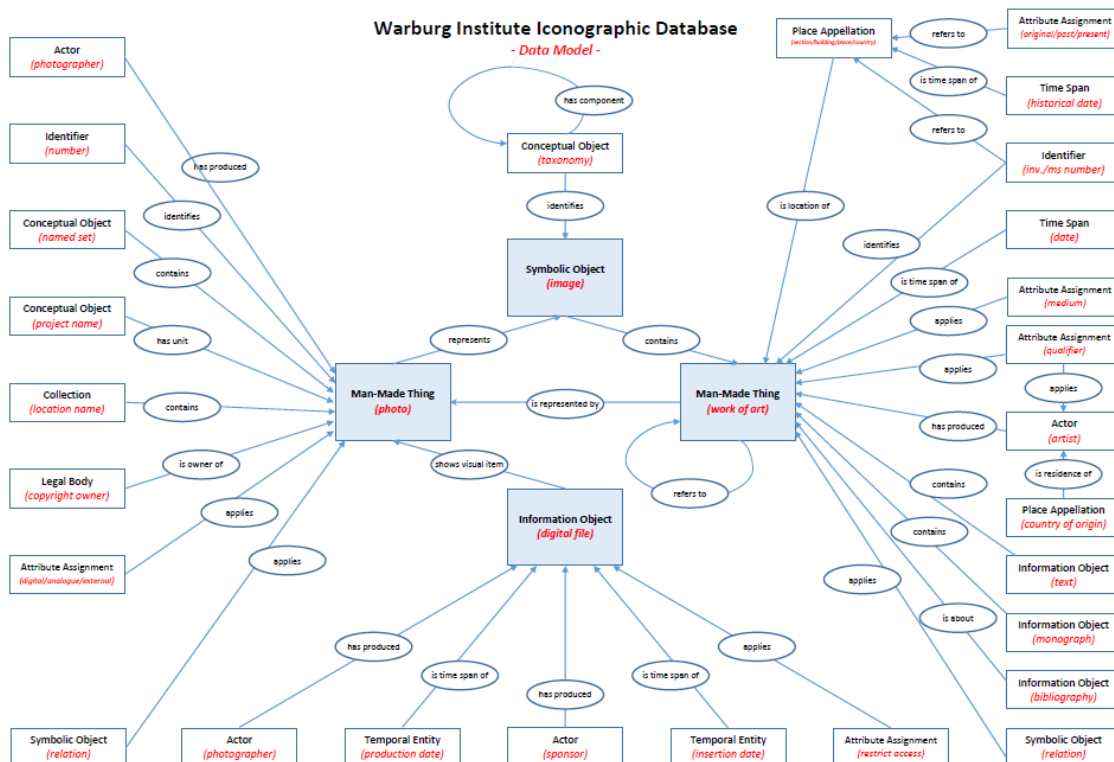 Warburg Institute Iconographic Database
- Data Model -
Actor
(photographer)
Identifier
(number)
Conceptual Object
(named set)
Conceptual Object
(project name)
Collection
(location name)
Legal Body
(copyright owner)
Attribute Assignment
(digital/analogue/external)
Symbolic Object
(relation)
has produced
identifies
contains
has unit
contains
is owner of
applies
applies
has component
Conceptual Object
(taxonomy)
identifies
Symbolic Object
(image)
represents
contains
Man-Made Thing
(photo)
is represented by
Man-Made Thing
(work of art)
shows visual item
refers to
Information Object
(digital file)
has produced
is time span of
has produced
is time span of
applies
Actor
(photographer)
Temporal Entity
(production date)
Actor
(sponsor)
Temporal Entity
(insertion date)
Attribute Assignment
(restrict access)
Place Appellation
(section/building/place/country)
refers to
is time span of
refers to
is location of
identifies
is time span of
applies
applies
applies
has produced
is residence of
contains
contains
applies
is about
Attribute Assignment
(original/past/present)
Time Span
(historical date)
Identifier
(inv./ms number)
Time Span
(date)
Attribute Assignment
(medium)
Attribute Assignment
(qualifier)
Actor
(artist)
Place Appellation
(country of origin)
Information Object
(text)
Information Object
(monograph)
Information Object
(bibliography)
Symbolic Object
(relation)